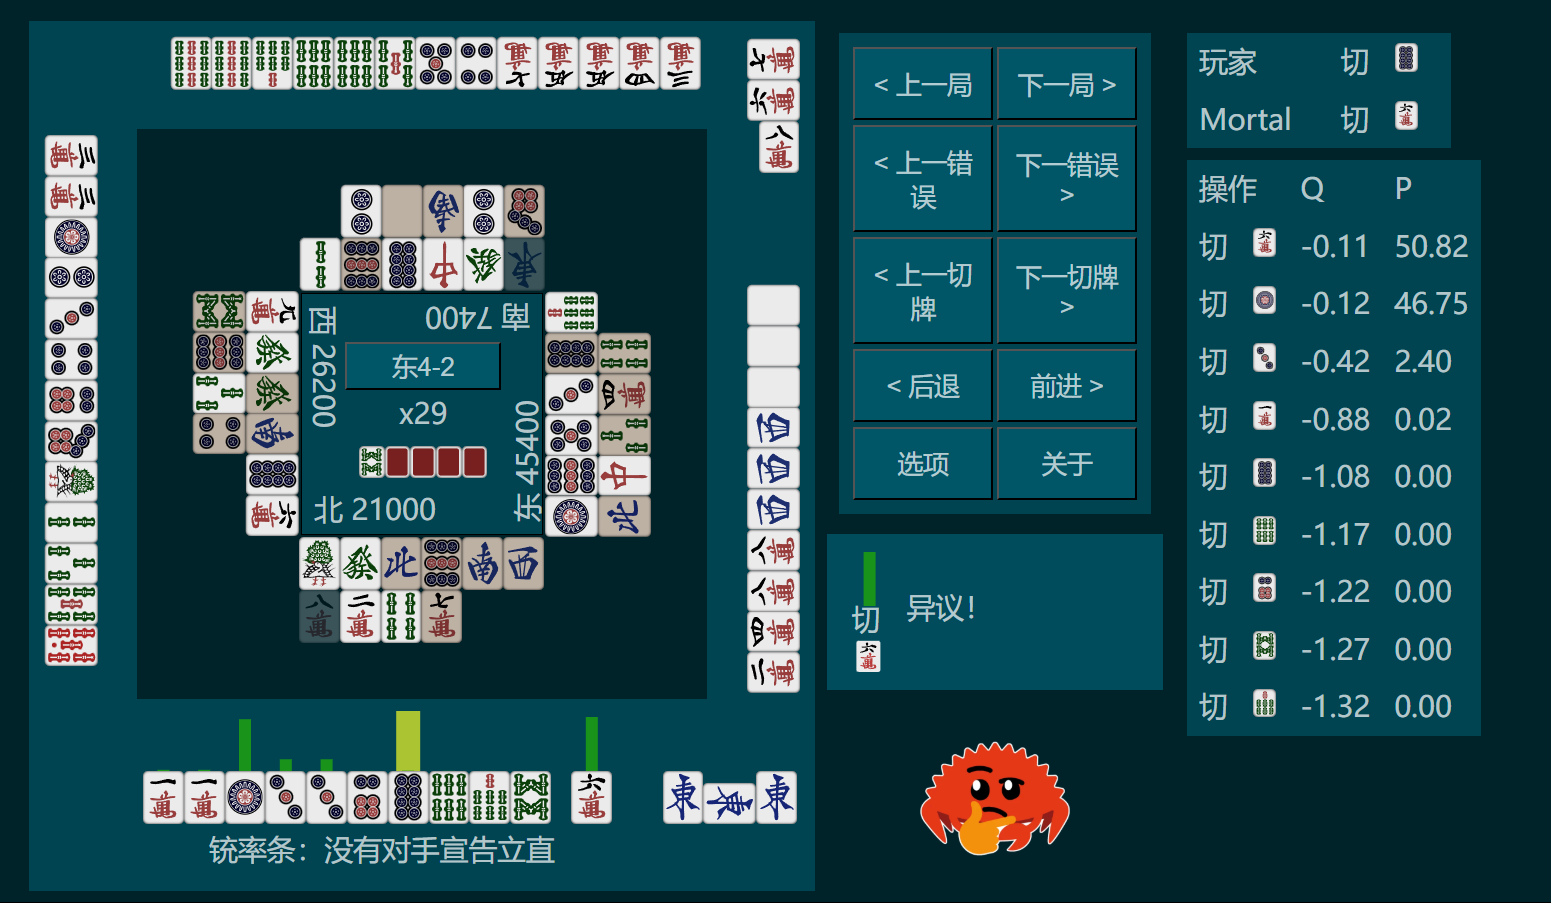 < 上一局
下一局 >
< 上一错误
下一错误 >
< 上一切牌
下一切牌 >
< 后退
前进 >
选项
关于
玩家 切
Mortal 切
操作 Q P
切 -0.11 50.82
切 -0.12 46.75
切 -0.42 2.40
切 -0.88 0.02
切 -1.08 0.00
切 -1.17 0.00
切 -1.22 0.00
切 -1.27 0.00
切 -1.32 0.00
南 7400
西 26200
东4-2
x29
东 45400
北 21000
切
异议!
铳率条：没有对手宣告立直